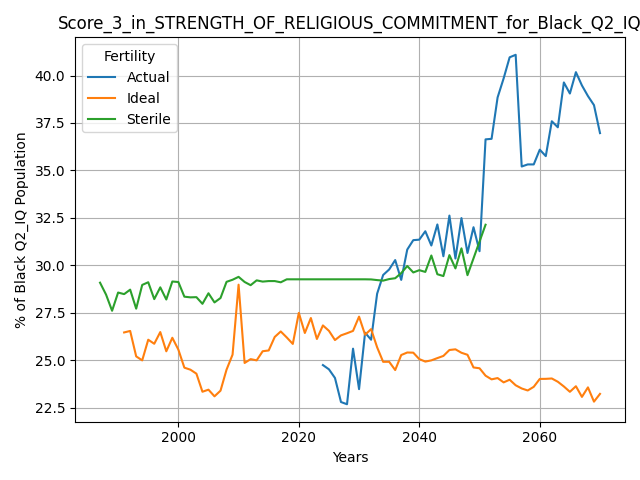 Score_3_in_STRENGTH_OF_RELIGIOUS_COMMITMENT_for_Black_Q2_IQ
Fertility
Actual
Ideal
Sterile
% of Black Q2_IQ Population
40.0
37.5
35.0
32.5
30.0
27.5
25.0
22.5
2000
2020
2040
2060
Years